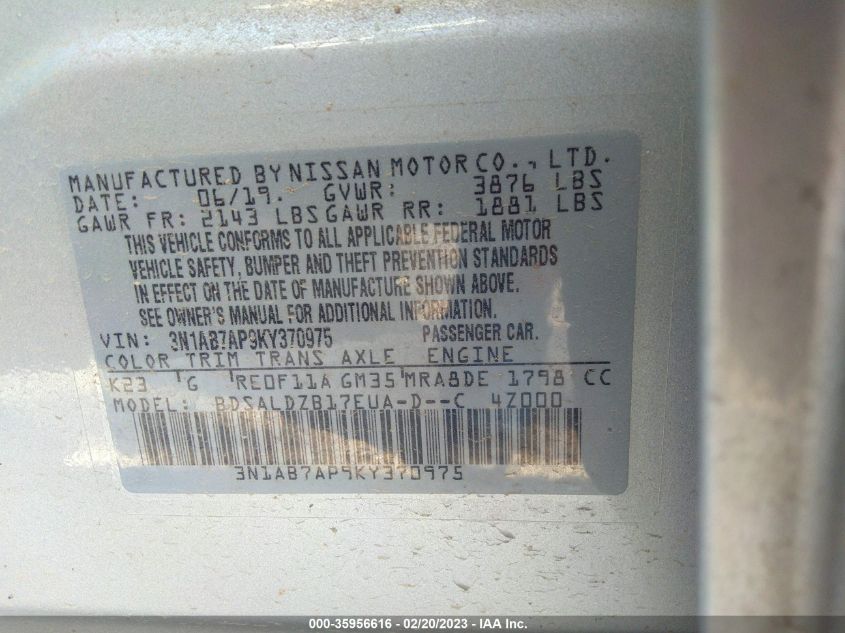 MANUFACTURED BY NISSAN MOTOR CO., LTD.
DATE: 06/19. GVWR: 3876 LBS
GAWR FR: 2143 LBS GAWR RR: 1881 LBS
THIS VEHICLE CONFORMS TO ALL APPLICABLE FEDERAL MOTOR
VEHICLE SAFETY, BUMPER AND THEFT PREVENTION STANDARDS
IN EFFECT ON THE DATE OF MANUFACTURE SHOWN ABOVE.
SEE OWNER'S MANUAL FOR ADDITIONAL INFORMATION.
VIN: 3N1AB7AP9KY370975 PASSENGER CAR.
COLOR TRIM TRANS AXLE ENGINE
K23 G RE0F11A GM35 MRA8DE 1798 CC
MODEL: BDSALDZB17EUA-D--C 4Z000
3N1AB7AP9KY370975
000-35956616 - 02/20/2023 - IAA Inc.